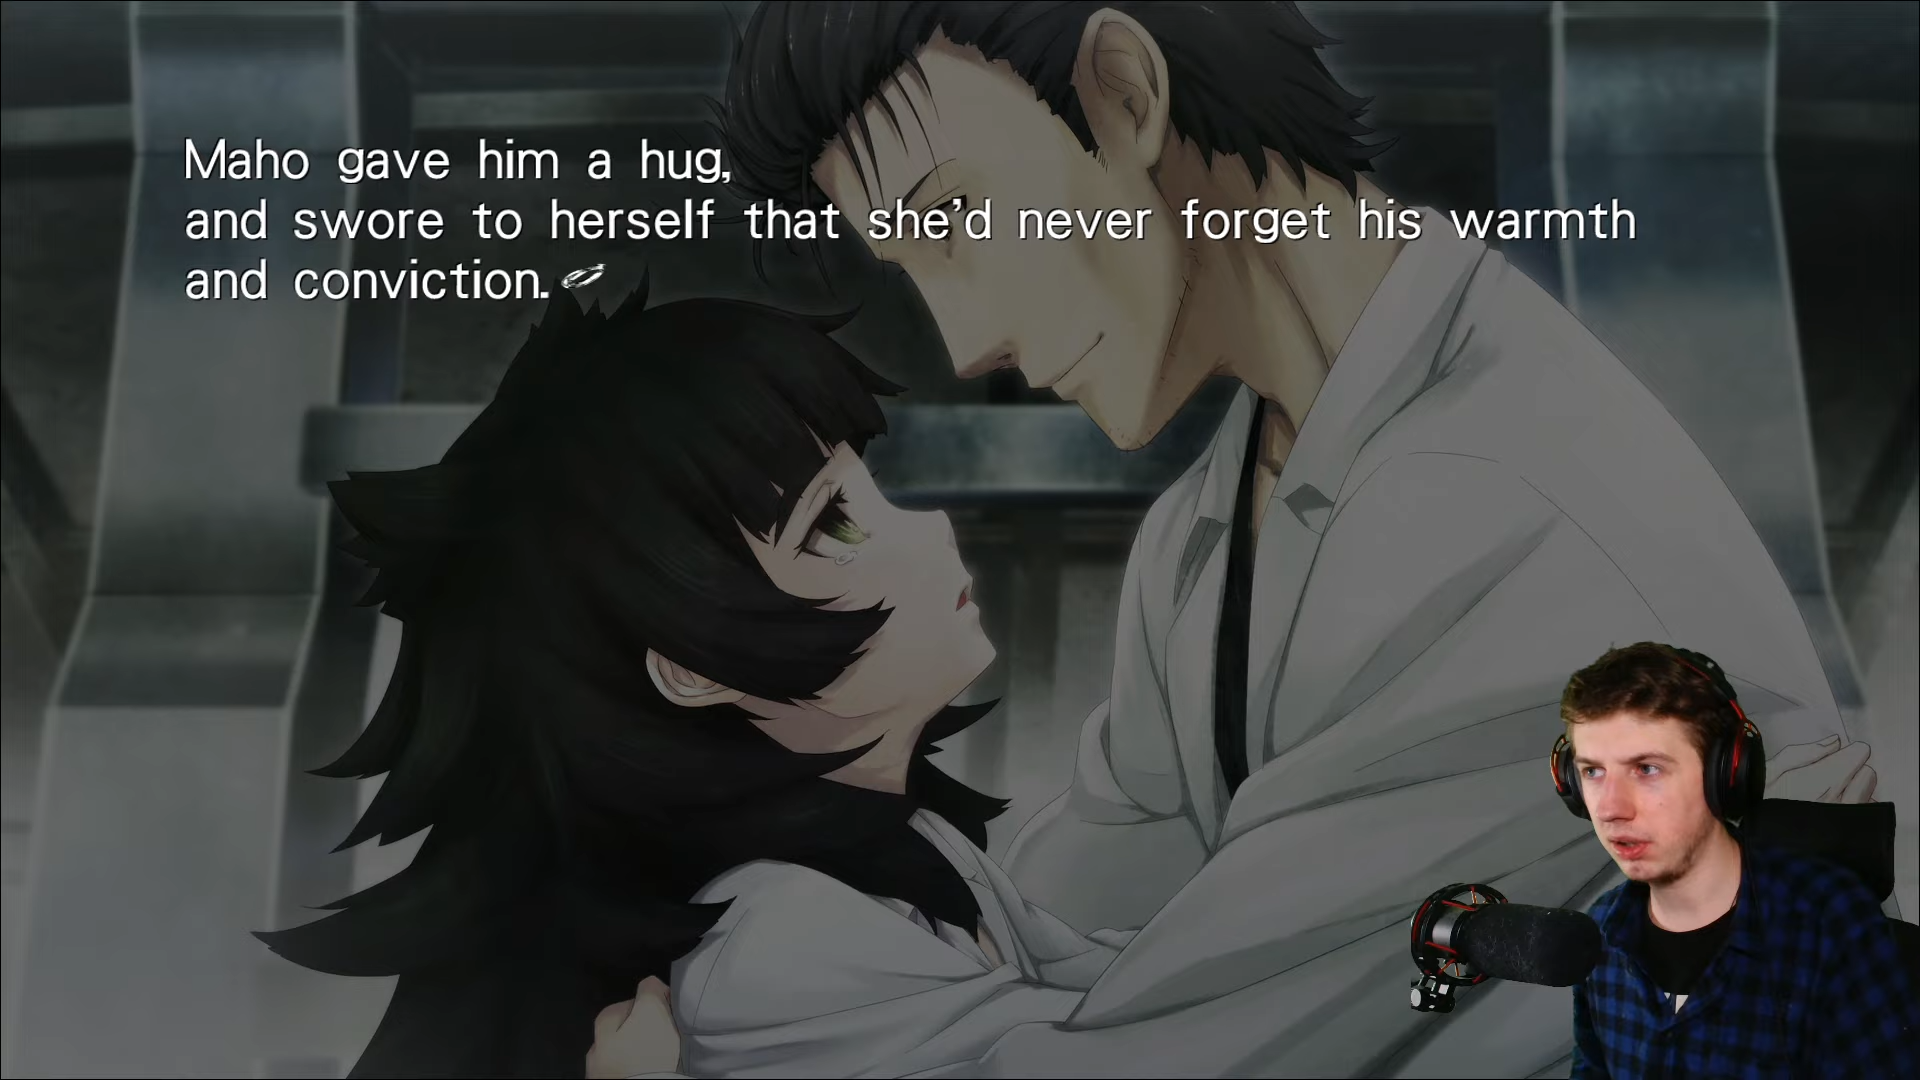 Maho gave him a hug,
and swore to herself that she'd never forget his warmth
and conviction.